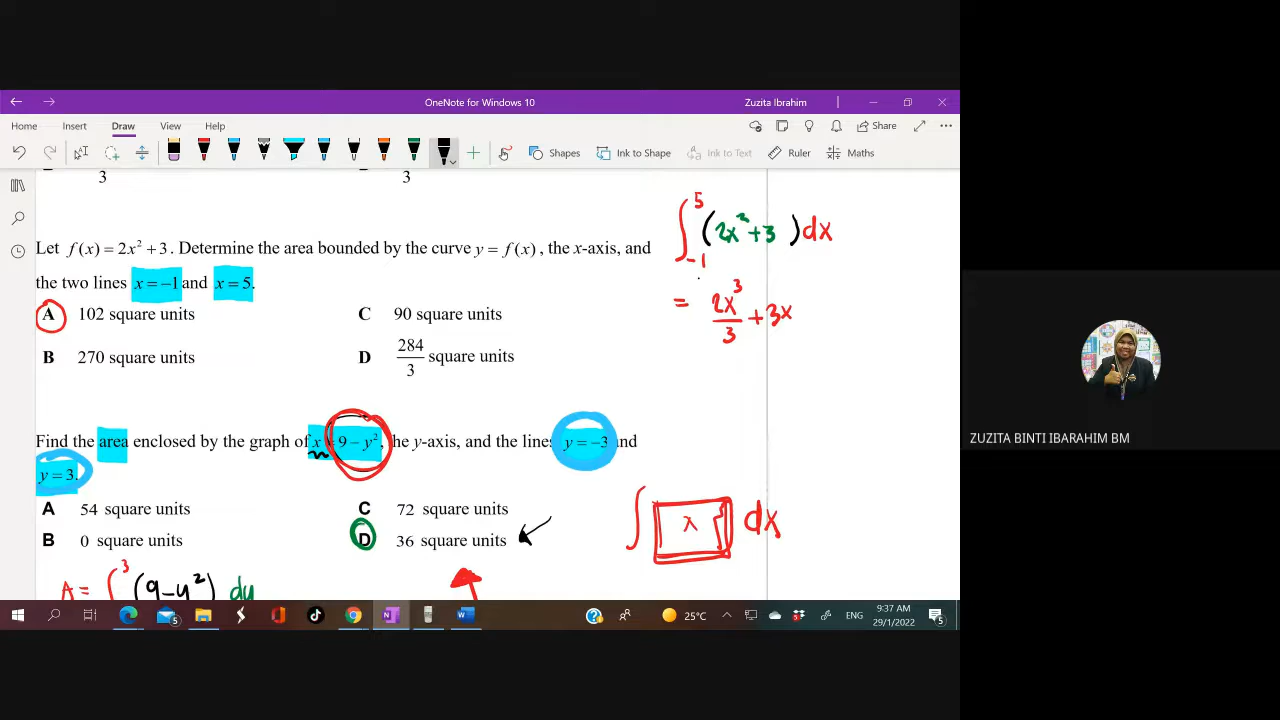 OneNote for Windows 10
Zuzita Ibrahim
Home Insert Draw View Help
Share
Shapes Ink to Shape Ink to Text Ruler Maths
3 3
Let f(x) = 2x² + 3. Determine the area bounded by the curve y = f(x), the x-axis, and
the two lines x = −1 and x = 5.
A 102 square units C 90 square units
B 270 square units D 284/3 square units
∫₋₁⁵ (2x² + 3) dx
= 2x³/3 + 3x
Find the area enclosed by the graph of x = 9 − y², the y-axis, and the lines y = −3 and
y = 3.
A 54 square units C 72 square units
B 0 square units D 36 square units
∫ x dx
A = ∫ ³ (9−y²) dy
ZUZITA BINTI IBARAHIM BM
5
25°C
5
ENG
9:37 AM
29/1/2022
5